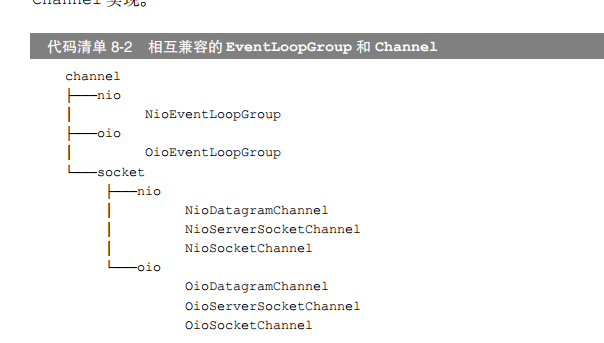 Channel 实现。
代码清单 8-2 相互兼容的 EventLoopGroup 和 Channel
channel
├───nio
│ NioEventLoopGroup
├───oio
│ OioEventLoopGroup
└───socket
├───nio
│ NioDatagramChannel
│ NioServerSocketChannel
│ NioSocketChannel
└───oio
OioDatagramChannel
OioServerSocketChannel
OioSocketChannel